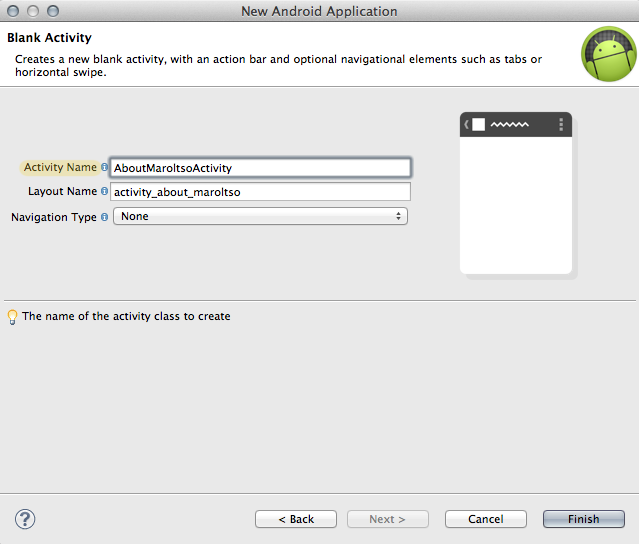 New Android Application
Blank Activity
Creates a new blank activity, with an action bar and optional navigational elements such as tabs or
horizontal swipe.
Activity Name AboutMaroltsoActivity
Layout Name activity_about_maroltso
Navigation Type None
The name of the activity class to create
? < Back Next > Cancel Finish